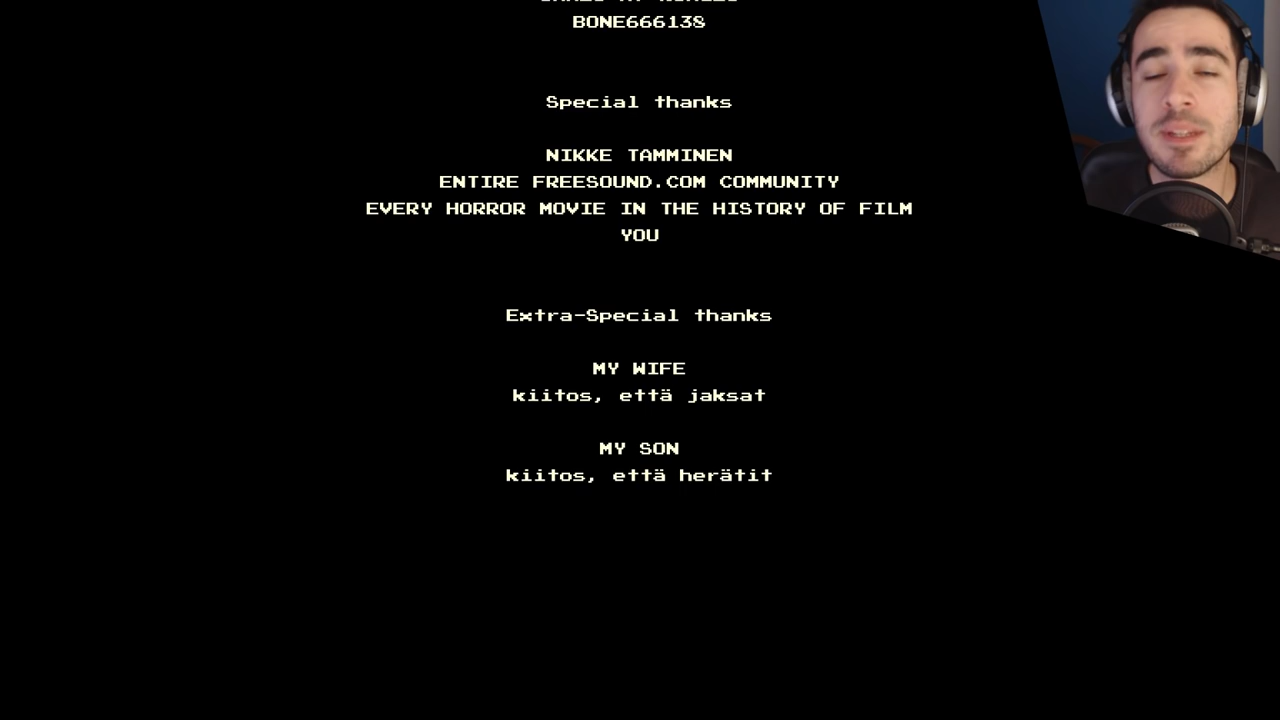 BONE666138
Special thanks
NIKKE TAMMINEN
ENTIRE FREESOUND.COM COMMUNITY
EVERY HORROR MOVIE IN THE HISTORY OF FILM
YOU
Extra-Special thanks
MY WIFE
kiitos, että jaksat
MY SON
kiitos, että herätit